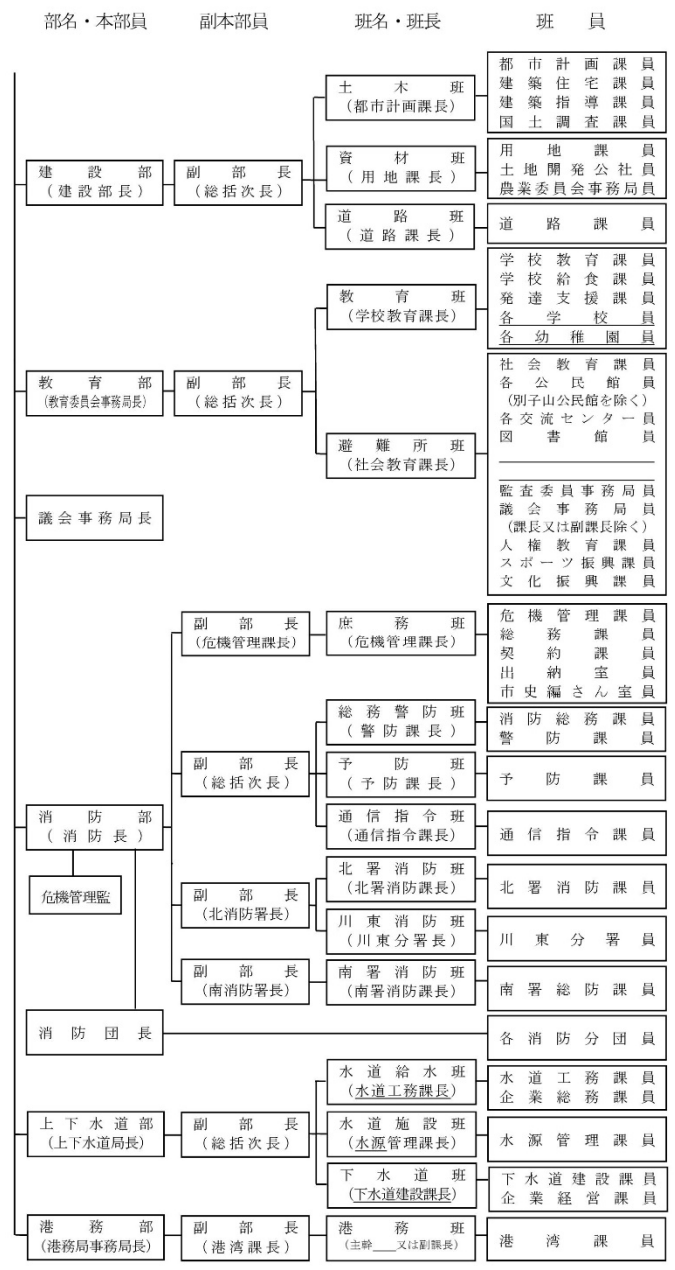 部名・本部員
副本部員
班名・班長
班員
建設部
（建設部長）
副部長
（総括次長）
土木班
（都市計画課長）
都市計画課員
建築住宅課員
建築指導課員
国土調査課員
資材班
（用地課長）
用地課員
土地開発公社員
農業委員会事務局員
道路班
（道路課長）
道路課員
教育部
（教育委員会事務局長）
副部長
（総括次長）
教育班
（学校教育課長）
学校教育課員
学校給食課員
発達支援課員
各学校員
各幼稚園員
避難所班
（社会教育課長）
社会教育課員
各公民館員
（別子山公民館を除く）
各交流センター員
図書館員
監査委員事務局員
議会事務局員
（課長又は副課長除く）
人権教育課員
スポーツ振興課員
文化振興課員
議会事務局長
消防部
（消防長）
危機管理監
副部長
（危機管理課長）
庶務班
（危機管理課長）
危機管理課員
総務課員
契約課員
出納室員
市史編さん室員
副部長
（総括次長）
総務警防班
（警防課長）
消防総務課員
警防課員
予防班
（予防課長）
予防課員
通信指令班
（通信指令課長）
通信指令課員
副部長
（北消防署長）
北署消防班
（北署消防課長）
北署消防課員
川東消防班
（川東分署長）
川東分署員
副部長
（南消防署長）
南署消防班
（南署消防課長）
南署総防課員
消防団長
各消防分団員
上下水道部
（上下水道局長）
副部長
（総括次長）
水道給水班
（水道工務課長）
水道工務課員
企業総務課員
水道施設班
（水源管理課長）
水源管理課員
下水道班
（下水道建設課長）
下水道建設課員
企業経営課員
港務部
（港務局事務局長）
副部長
（港湾課長）
港務班
（主幹　　又は副課長）
港湾課員